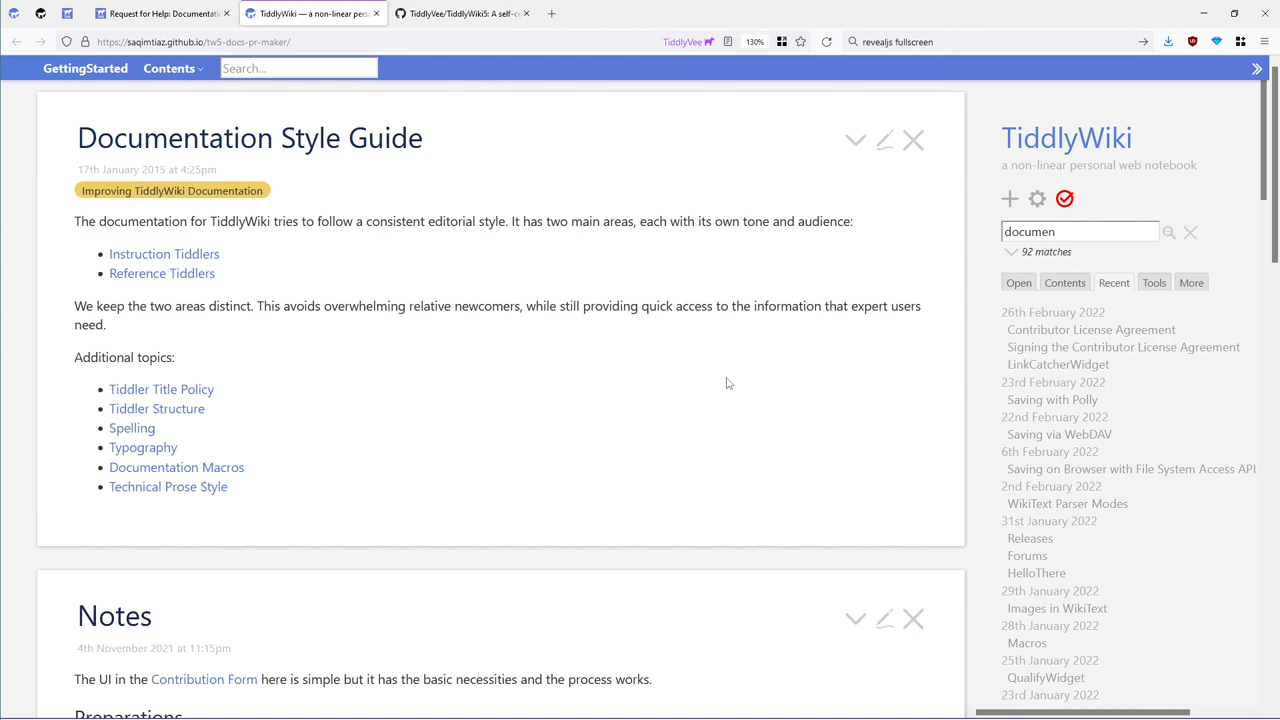 Request for Help: Documentatio
TiddlyWiki — a non-linear pers
TiddlyVee/TiddlyWiki5: A self-c
https://saqimtiaz.github.io/tw5-docs-pr-maker/
TiddlyVee
130%
revealjs fullscreen
GettingStarted
Contents
Search...
Documentation Style Guide
17th January 2015 at 4:25pm
Improving TiddlyWiki Documentation
The documentation for TiddlyWiki tries to follow a consistent editorial style. It has two main areas, each with its own tone and audience:
Instruction Tiddlers
Reference Tiddlers
We keep the two areas distinct. This avoids overwhelming relative newcomers, while still providing quick access to the information that expert users
need.
Additional topics:
Tiddler Title Policy
Tiddler Structure
Spelling
Typography
Documentation Macros
Technical Prose Style
Notes
4th November 2021 at 11:15pm
The UI in the Contribution Form here is simple but it has the basic necessities and the process works.
Preparations
TiddlyWiki
a non-linear personal web notebook
documen
92 matches
Open
Contents
Recent
Tools
More
26th February 2022
Contributor License Agreement
Signing the Contributor License Agreement
LinkCatcherWidget
23rd February 2022
Saving with Polly
22nd February 2022
Saving via WebDAV
6th February 2022
Saving on Browser with File System Access API
2nd February 2022
WikiText Parser Modes
31st January 2022
Releases
Forums
HelloThere
29th January 2022
Images in WikiText
28th January 2022
Macros
25th January 2022
QualifyWidget
23rd January 2022